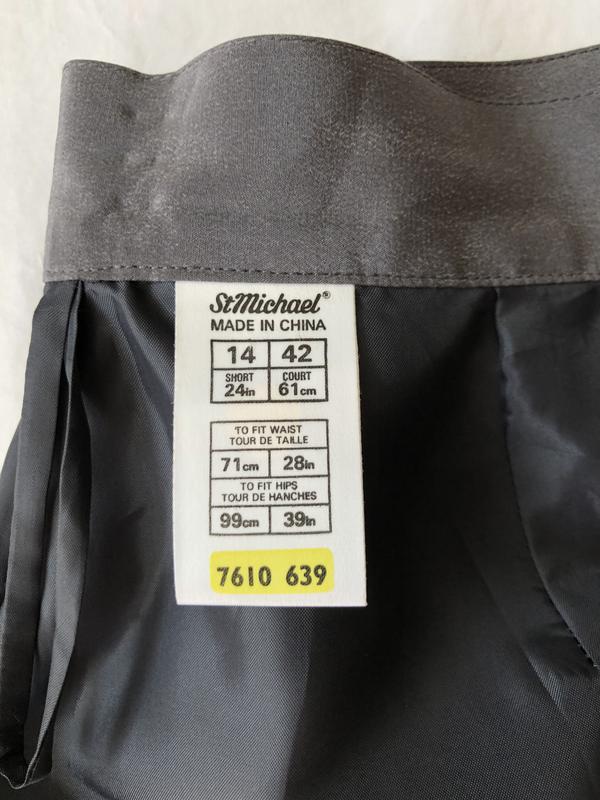 StMichael®
MADE IN CHINA
14 42
SHORT COURT
24in 61cm
TO FIT WAIST
TOUR DE TAILLE
71cm 28in
TO FIT HIPS
TOUR DE HANCHES
99cm 39in
7610 639